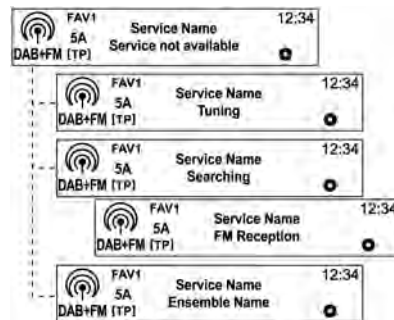 FAV1
12:34
5A
Service Name
DAB+FM [TP]
Service not available
FAV1
12:34
5A
Service Name
DAB+FM [TP]
Tuning
FAV1
12:34
5A
Service Name
DAB+FM [TP]
Searching
FAV1
12:34
5A
Service Name
DAB+FM [TP]
FM Reception
FAV1
12:34
5A
Service Name
DAB+FM [TP]
Ensemble Name